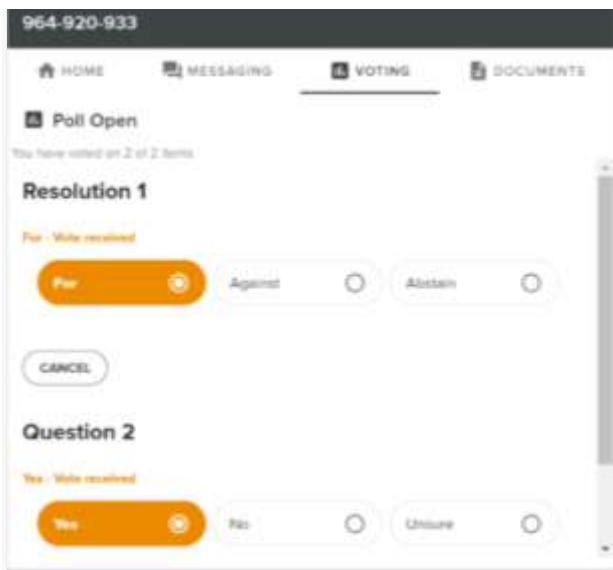 964-920-933
HOME MESSAGING VOTING DOCUMENTS
Poll Open
You have voted on 2 of 2 items
Resolution 1
For - Vote received
For Against Abstain
CANCEL
Question 2
Yes - Vote received
Yes No Unsure